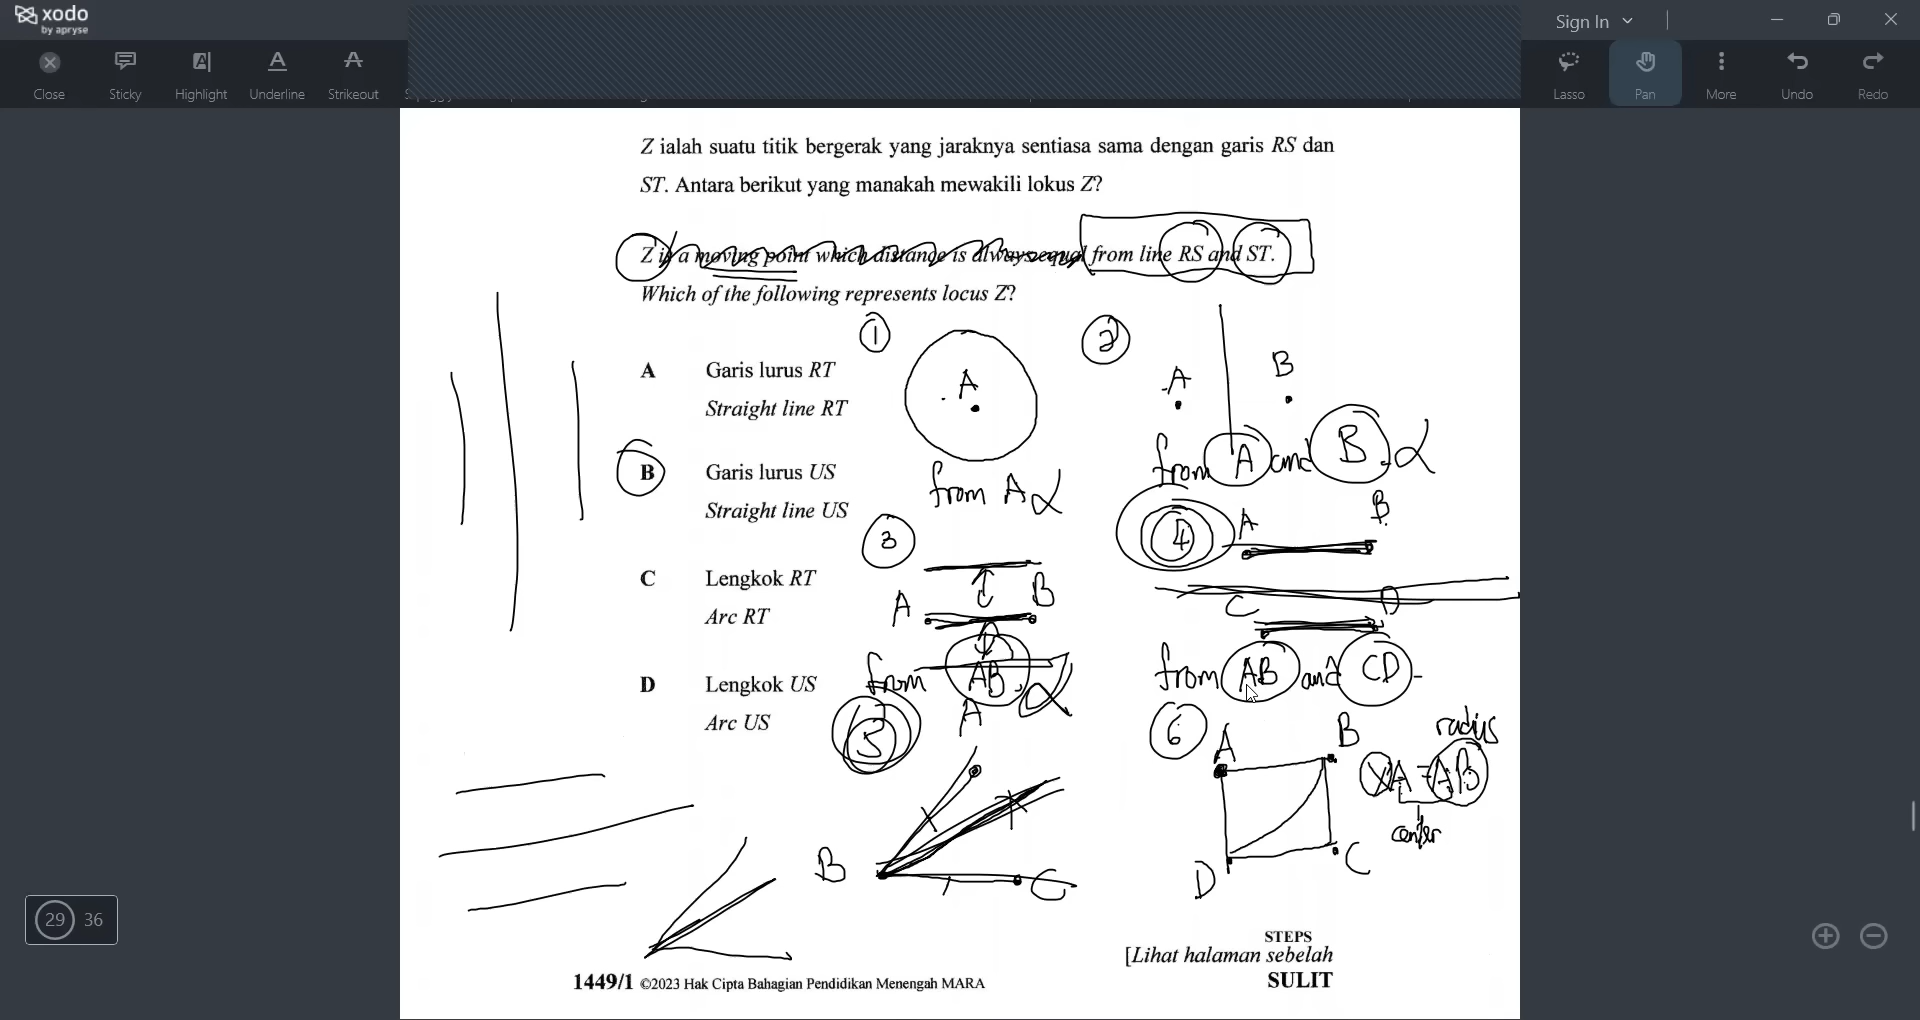 xodo
by apryse
Sign In
Close
Sticky
Highlight
Underline
Strikeout
Lasso
Pan
More
Undo
Redo
Z ialah suatu titik bergerak yang jaraknya sentiasa sama dengan garis RS dan
ST. Antara berikut yang manakah mewakili lokus Z?
Z is a moving point which distance is always equal from line RS and ST.
Which of the following represents locus Z?
1
2
A Garis lurus RT
Straight line RT
A
A
B
B Garis lurus US
Straight line US
from A
from A and B.
3
4
A
B
C Lengkok RT
Arc RT
A
B
C
D
D Lengkok US
Arc US
from AB.
from AB and CD
5
A
B
C
6
A
B
C
D
radius
XA = AB
center
29 36
STEPS
[Lihat halaman sebelah
1449/1 ©2023 Hak Cipta Bahagian Pendidikan Menengah MARA
SULIT